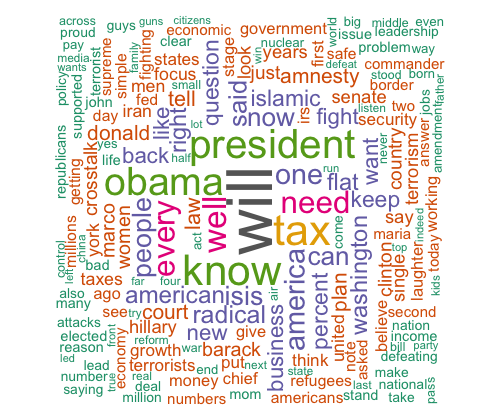 across
proud
pay
guys
guns
citizens
economic
government
world
big
middle
even
issue
leadership
media
wants
policy
terrorist
supreme
simple
family
fighting
clear
states
focus
question
stage
look
win
nuclear
years
first
safe
problem
way
defeat
commander
supported
john
men
small
said
just
amnesty
stood
born
father
border
day
fed
tell
islamic
irs
senate
listen
two
jobs
iran
donald
like
right
show
fight
security
answer
amendment
republicans
yes
life
crosstalk
back
lot
half
president
never
want
country
terrorism
working
getting
obama
will
one
run
flat
keep
millions
york
marco
women
people
every
law
act
well
need
tax
come
say
maria
today
indeed
control
left
china
bad
taxes
far
four
know
america
can
washington
top
clinton
single
laughter
kids
also
many
ago
american
isis
air
percent
plan
believe
attacks
see
try
court
radical
business
united
second
elected
reason
led
front
economy
true
hillary
new
give
note
asked
nation
income
bill
party
growth
war
barack
think
defeating
lead
terrorists
put
next
state
refugees
make
number
real
end
money
chief
last
national
saying
deal
million
numbers
mom
americans
stand
take
pass